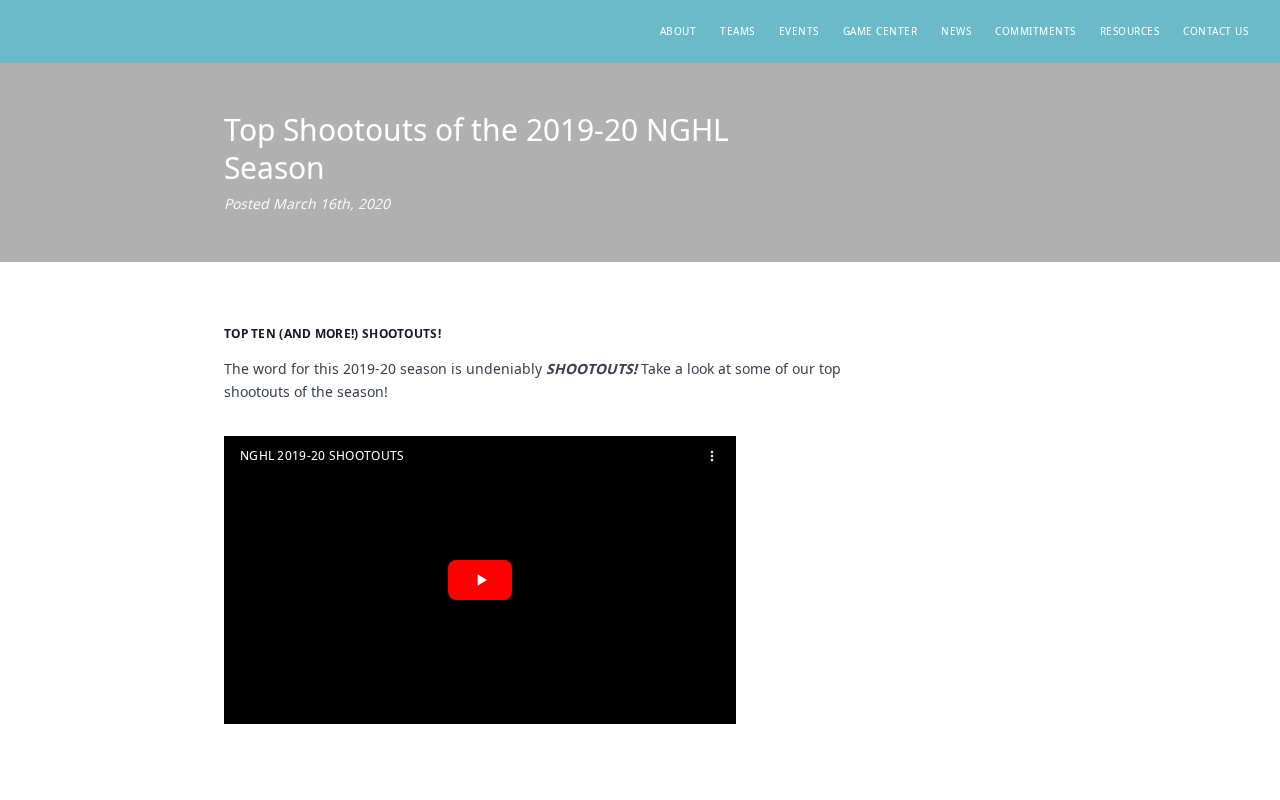 ABOUT TEAMS EVENTS GAME CENTER NEWS COMMITMENTS RESOURCES CONTACT US
Top Shootouts of the 2019-20 NGHL
Season
Posted March 16th, 2020
TOP TEN (AND MORE!) SHOOTOUTS!
The word for this 2019-20 season is undeniably SHOOTOUTS! Take a look at some of our top
shootouts of the season!
NGHL 2019-20 SHOOTOUTS